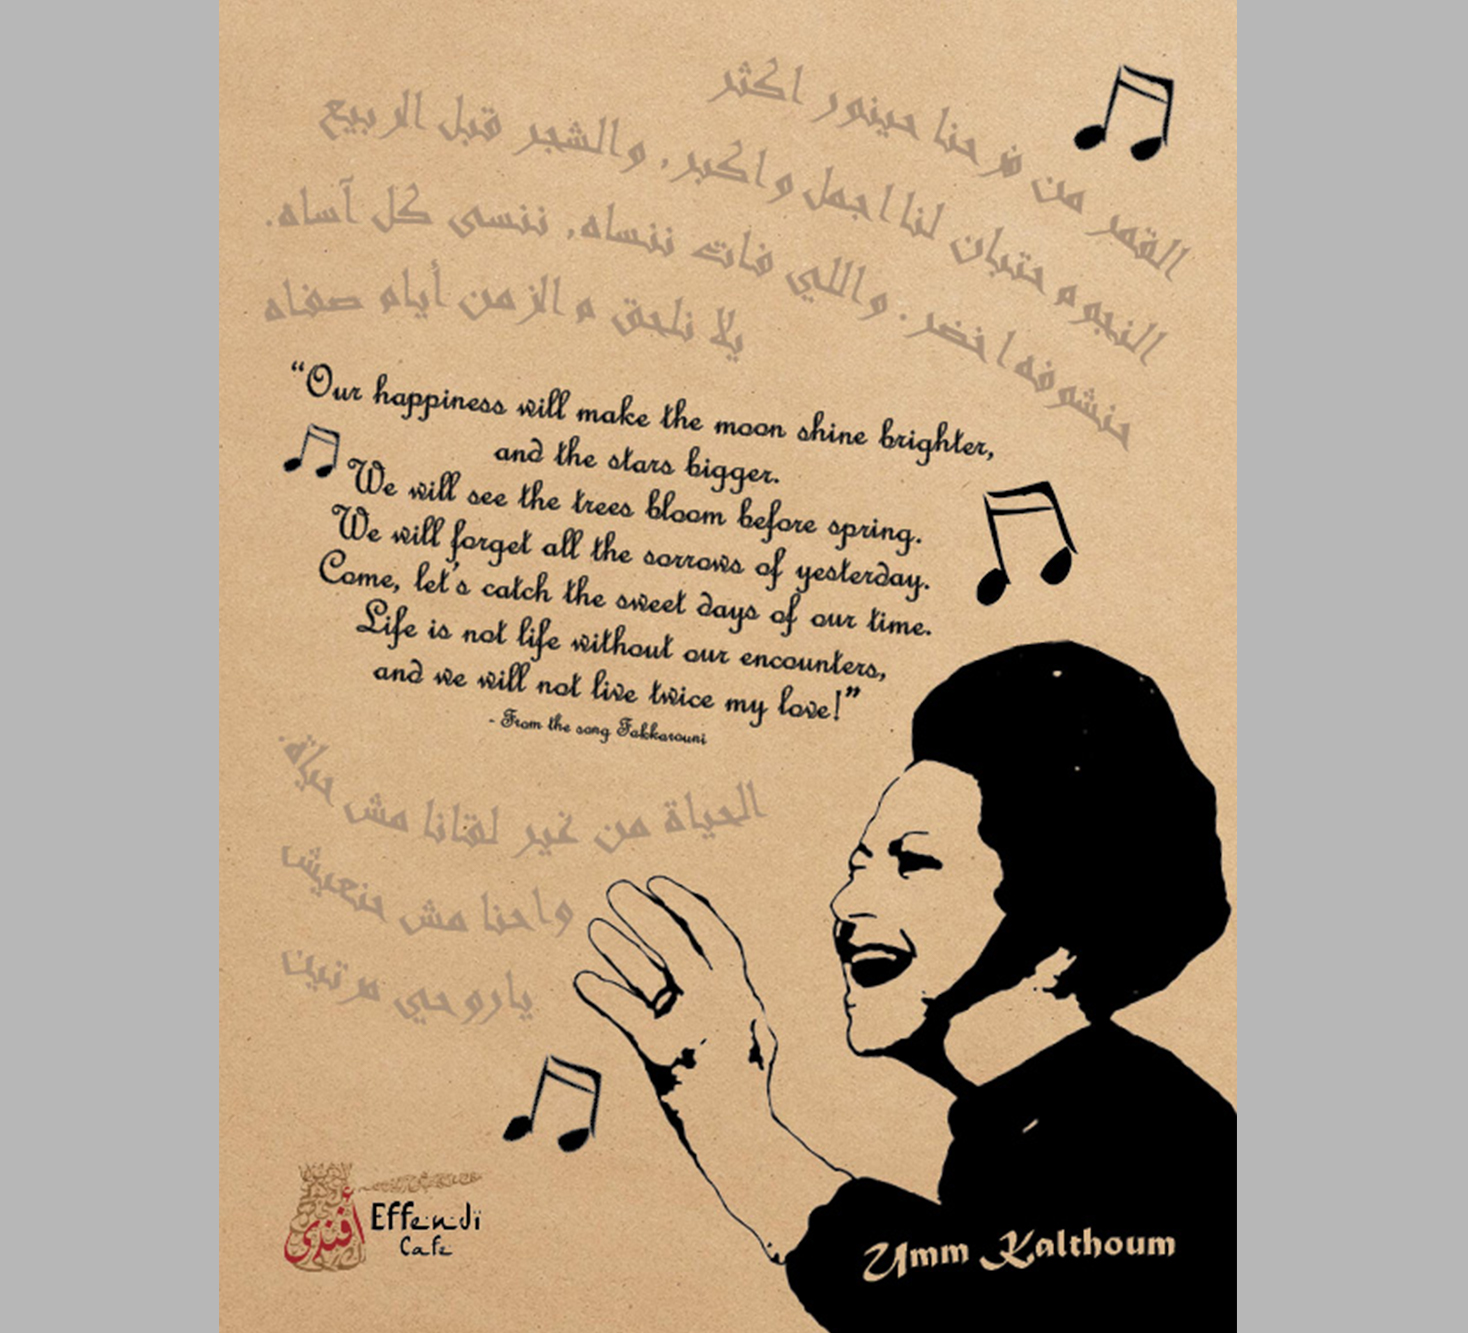 القمر من فرحنا حينور اكثر
النجوم حتبان لنا اجمل واكبر، والشجر قبل الربيع
حنشوفه اخضر. واللي فات ننساه، ننسى كل آساه.
يلا نلحق م الزمن أيام صفاه
“Our happiness will make the moon shine brighter,
and the stars bigger.
We will see the trees bloom before spring.
We will forget all the sorrows of yesterday.
Come, let's catch the sweet days of our time.
Life is not life without our encounters,
and we will not live twice my love!”
- From the song Fakkarouni
الحياة من غير لقانا مش حياة.
واحنا مش حنعيش
ياروحي مرتين
أفندى
Effendi
Cafe
Umm Kalthoum